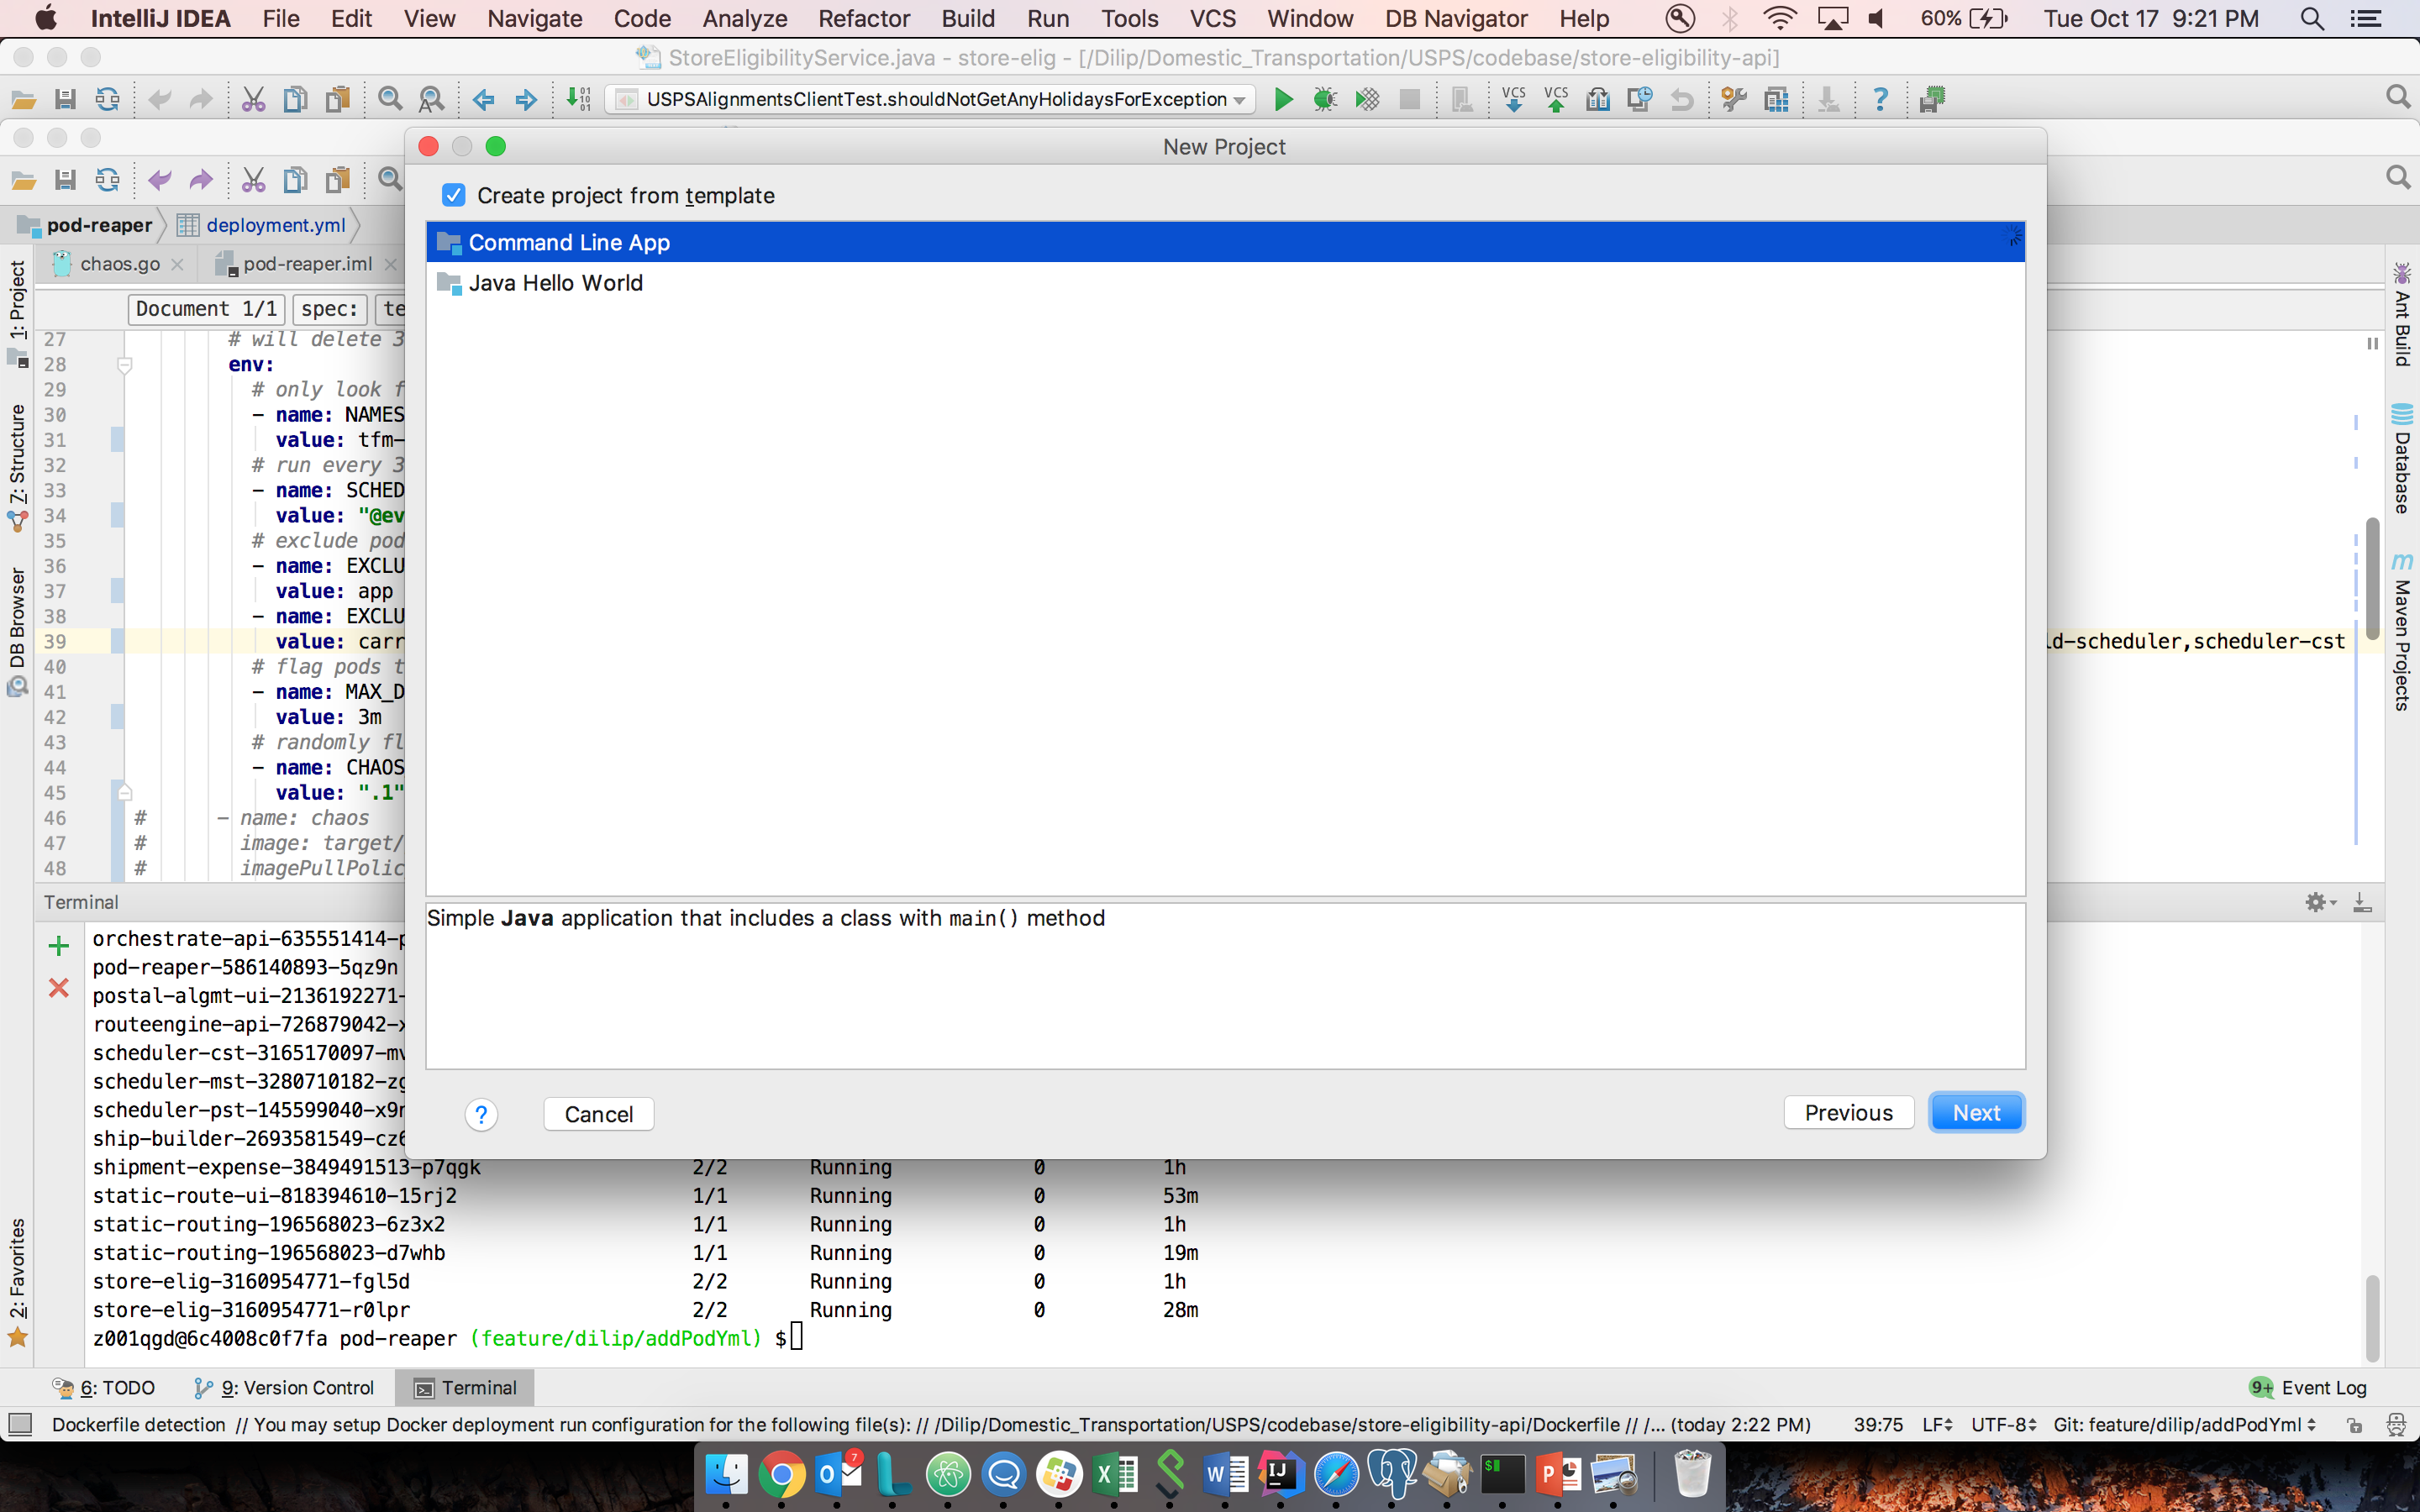 IntelliJ IDEA File Edit View Navigate Code Analyze Refactor Build Run Tools VCS Window DB Navigator Help 60% Tue Oct 17 9:21 PM
StoreEligibilityService.java - store-elig - [/Dilip/Domestic_Transportation/USPS/codebase/store-eligibility-api]
USPSAlignmentsClientTest.shouldNotGetAnyHolidaysForException VCS VCS ?
New Project
Create project from template
pod-reaper deployment.yml
Command Line App
chaos.go pod-reaper.iml
Java Hello World
Document 1/1 spec: te
27 # will delete 3
28 env:
29 # only look f
30 - name: NAMES
31 value: tfm-
32 # run every 3
33 - name: SCHED
34 value: "@ev
35 # exclude pod
36 - name: EXCLU
37 value: app
38 - name: EXCLU
39 value: carr ld-scheduler,scheduler-cst
40 # flag pods t
41 - name: MAX_D
42 value: 3m
43 # randomly fl
44 - name: CHAOS
45 value: ".1"
46 # - name: chaos
47 # image: target/
48 # imagePullPolic
1: Project
7: Structure
DB Browser
2: Favorites
Ant Build
Database
m Maven Projects
Simple Java application that includes a class with main() method
? Cancel Previous Next
Terminal
orchestrate-api-635551414-p
pod-reaper-586140893-5qz9n
postal-algmt-ui-2136192271-
routeengine-api-726879042-x
scheduler-cst-3165170097-mv
scheduler-mst-3280710182-zg
scheduler-pst-145599040-x9r
ship-builder-2693581549-cz6
shipment-expense-3849491513-p7qgk 2/2 Running 0 1h
static-route-ui-818394610-15rj2 1/1 Running 0 53m
static-routing-196568023-6z3x2 1/1 Running 0 1h
static-routing-196568023-d7whb 1/1 Running 0 19m
store-elig-3160954771-fgl5d 2/2 Running 0 1h
store-elig-3160954771-r0lpr 2/2 Running 0 28m
z001qgd@6c4008c0f7fa pod-reaper (feature/dilip/addPodYml) $
6: TODO 9: Version Control Terminal 9+ Event Log
Dockerfile detection // You may setup Docker deployment run configuration for the following file(s): // /Dilip/Domestic_Transportation/USPS/codebase/store-eligibility-api/Dockerfile // /... (today 2:22 PM) 39:75 LF UTF-8 Git: feature/dilip/addPodYml
7